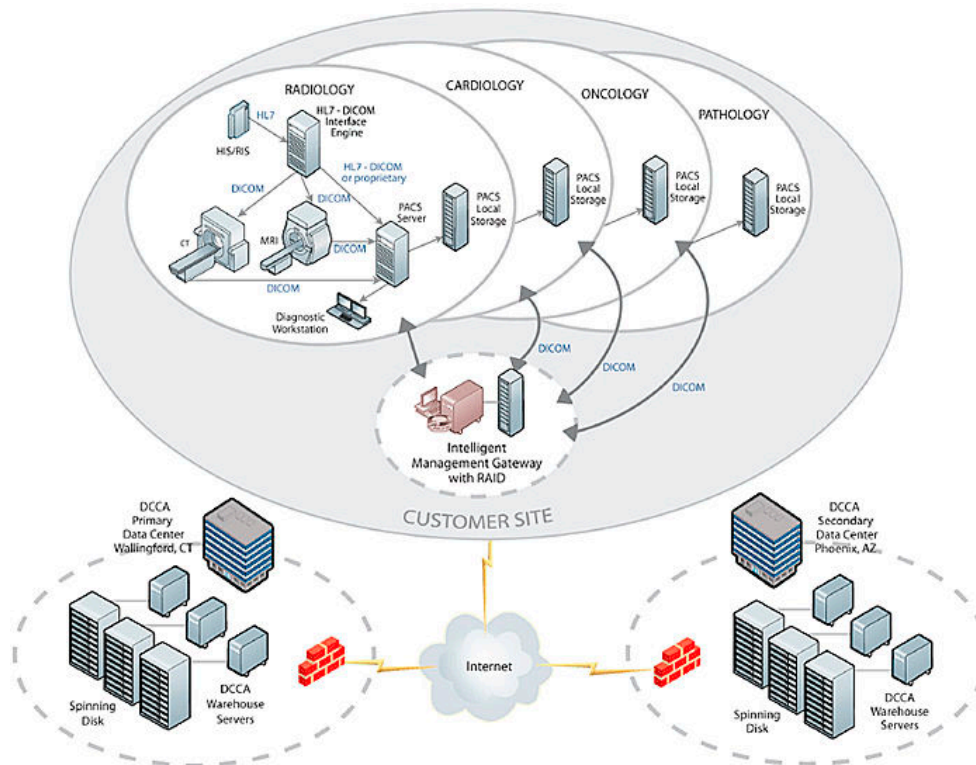 RADIOLOGY
HL7 - DICOM
Interface
Engine
HL7
HIS/RIS
HL7 - DICOM
or proprietary
DICOM
DICOM
PACS
Server
PACS
Local
Storage
CT
MRI
DICOM
DICOM
Diagnostic
Workstation
CARDIOLOGY
PACS
Local
Storage
ONCOLOGY
PACS
Local
Storage
PATHOLOGY
PACS
Local
Storage
DICOM
DICOM
DICOM
Intelligent
Management Gateway
with RAID
CUSTOMER SITE
DCCA
Primary
Data Center
Wallingford, CT
Spinning
Disk
DCCA
Warehouse
Servers
Internet
DCCA
Secondary
Data Center
Phoenix, AZ
Spinning
Disk
DCCA
Warehouse
Servers